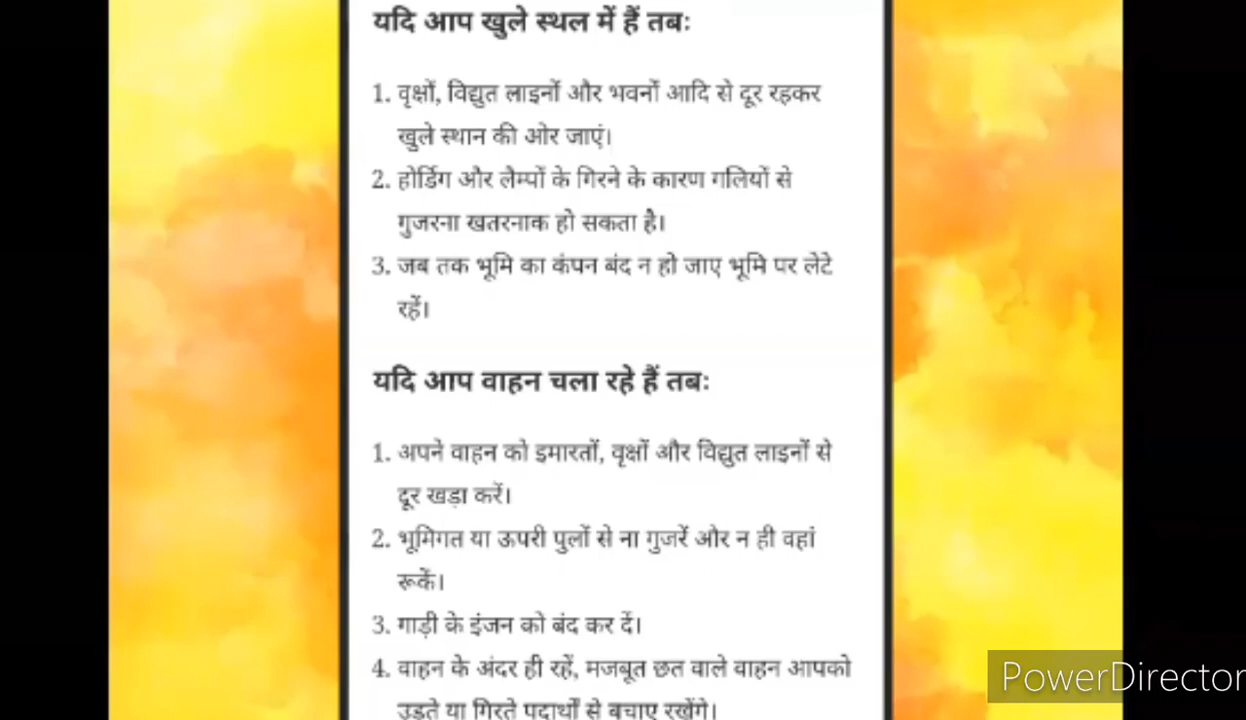 यदि आप खुले स्थल में हैं तबः
1. वृक्षों, विद्युत लाइनों और भवनों आदि से दूर रहकर
खुले स्थान की ओर जाएं।
2. होर्डिग और लैम्पों के गिरने के कारण गलियों से
गुजरना खतरनाक हो सकता है।
3. जब तक भूमि का कंपन बंद न हो जाए भूमि पर लेटे
रहें।
यदि आप वाहन चला रहे हैं तबः
1. अपने वाहन को इमारतों, वृक्षों और विद्युत लाइनों से
दूर खड़ा करें।
2. भूमिगत या ऊपरी पुलों से ना गुजरें और न ही वहां
रूकें।
3. गाड़ी के इंजन को बंद कर दें।
4. वाहन के अंदर ही रहें, मजबूत छत वाले वाहन आपको
उड़ते या गिरते पदार्थों से बचाए रखेंगे।
PowerDirector